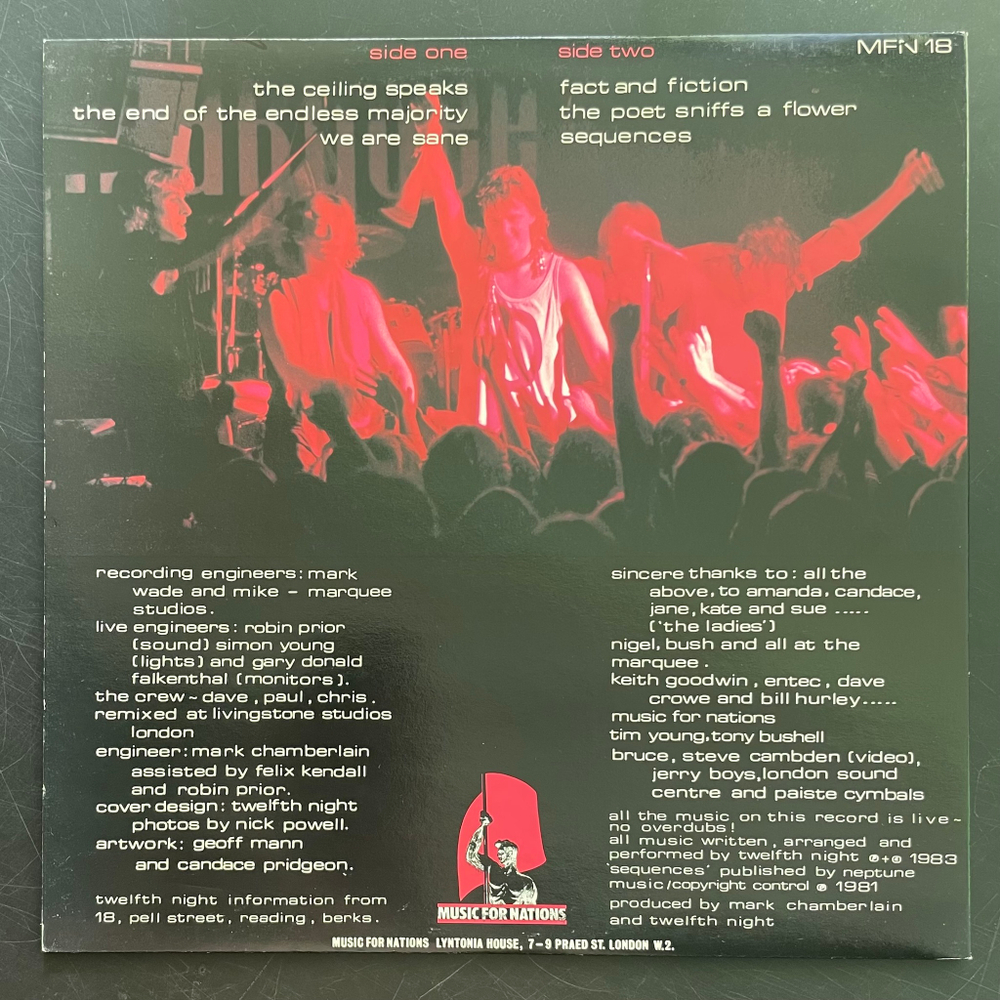 side one
the ceiling speaks
the end of the endless majority
we are sane
side two
fact and fiction
the poet sniffs a flower
sequences
MFN 18
recording engineers: mark
wade and mike - marquee
studios.
live engineers: robin prior
(sound) simon young
(lights) and gary donald
falkenthal (monitors).
the crew ~ dave, paul, chris.
remixed at livingstone studios
london
engineer: mark chamberlain
assisted by felix kendall
and robin prior.
cover design: twelfth night
photos by nick powell.
artwork: geoff mann
and candace pridgeon.
twelfth night information from
18, pell street, reading, berks.
sincere thanks to: all the
above, to amanda, candace,
jane, kate and sue .....
('the ladies')
nigel, bush and all at the
marquee.
keith goodwin, entec, dave
crowe and bill hurley.....
music for nations
tim young. tony bushell
bruce, steve cambden (video),
jerry boys, london sound
centre and paiste cymbals
all the music on this record is live ~
no overdubs!
all music written, arranged and
performed by twelfth night ℗+© 1983
'sequences' published by neptune
music/copyright control © 1981
produced by mark chamberlain
and twelfth night
MUSIC FOR NATIONS
MUSIC FOR NATIONS LYNTONIA HOUSE, 7-9 PRAED ST. LONDON W.2.